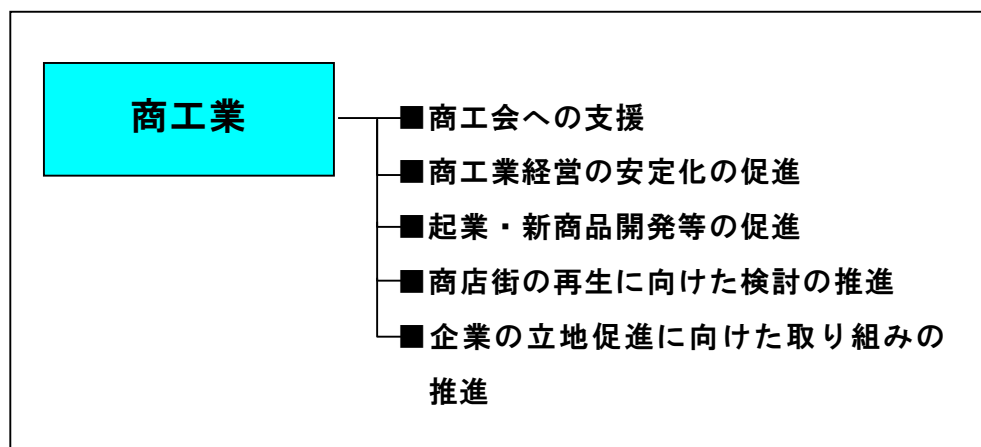 商工業
■商工会への支援
■商工業経営の安定化の促進
■起業・新商品開発等の促進
■商店街の再生に向けた検討の推進
■企業の立地促進に向けた取り組みの
推進